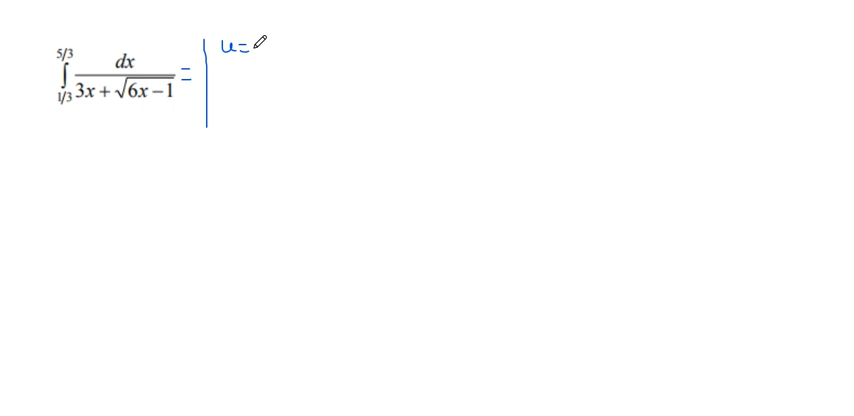 ∫_{1/3}^{5/3} dx / (3x + √(6x − 1)) = | u =